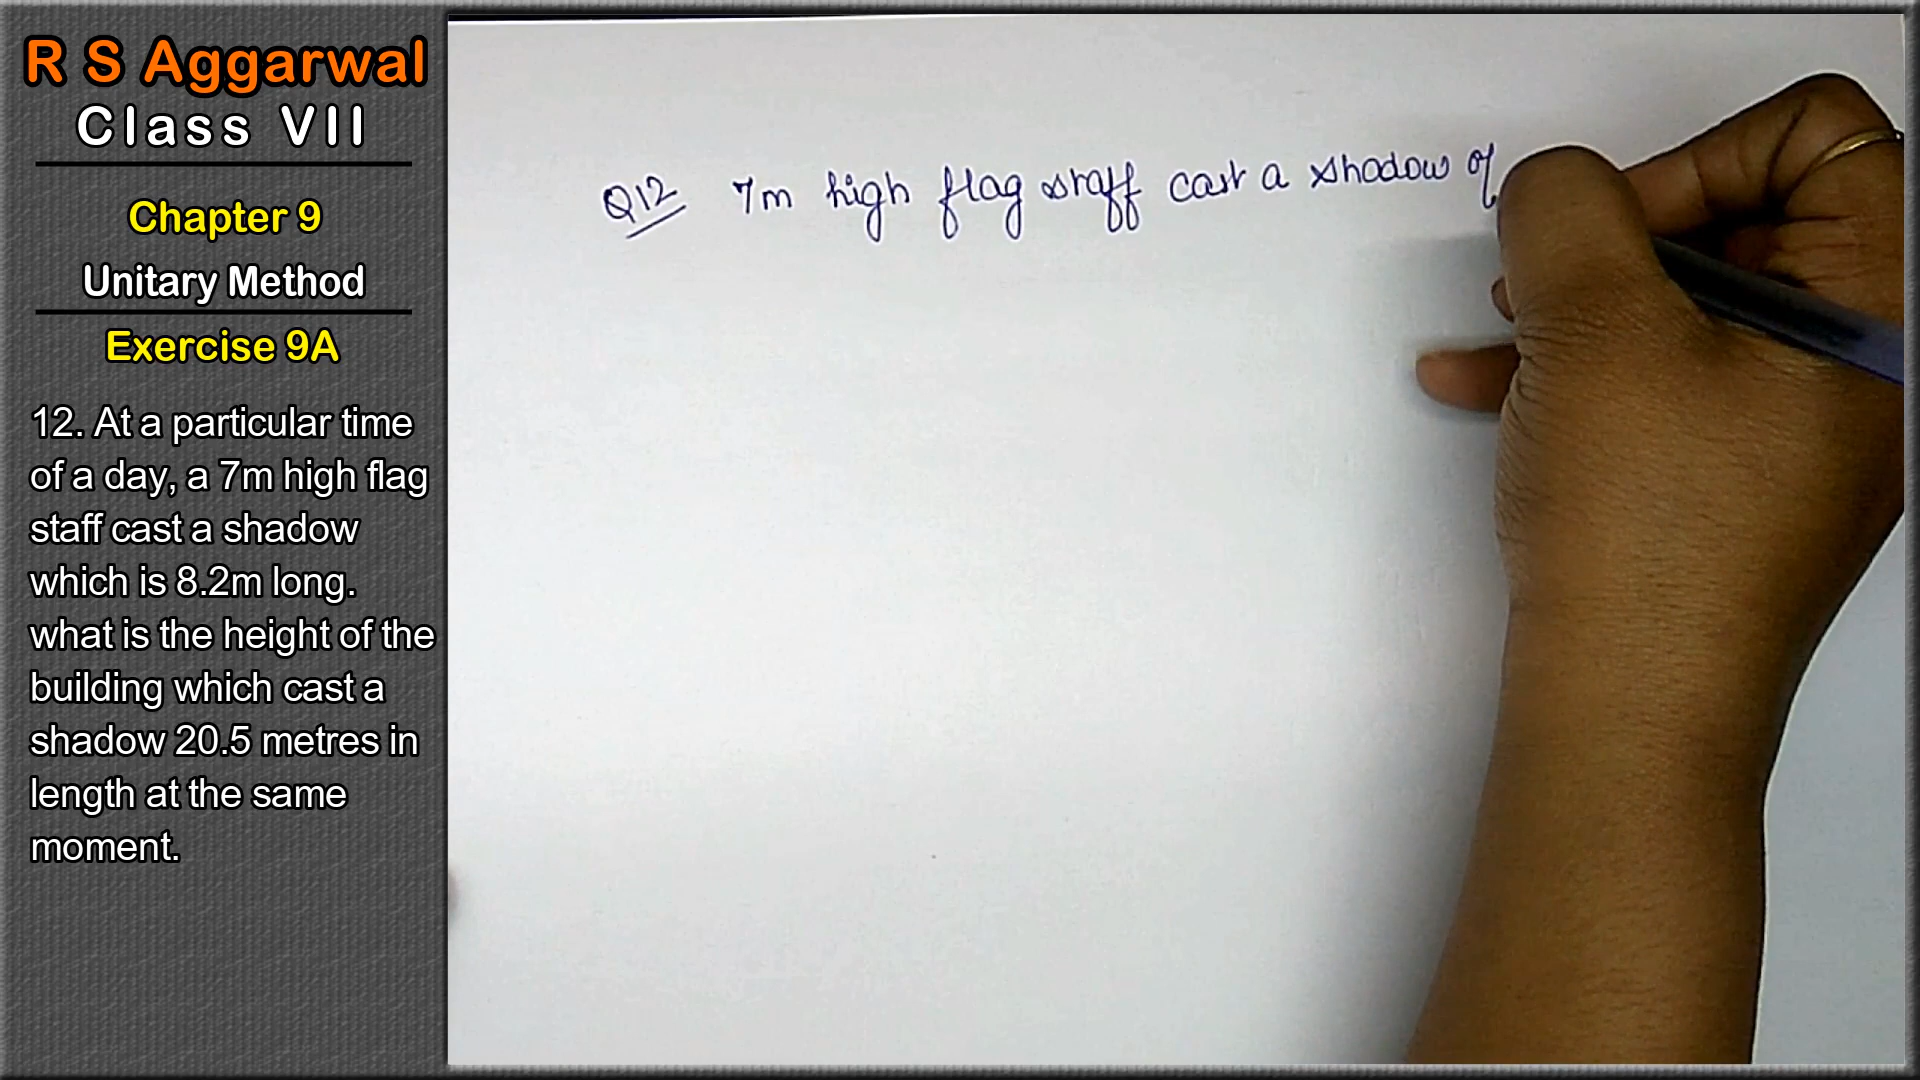 R S Aggarwal
Class VII
Chapter 9
Unitary Method
Exercise 9A
12. At a particular time
of a day, a 7m high flag
staff cast a shadow
which is 8.2m long.
what is the height of the
building which cast a
shadow 20.5 metres in
length at the same
moment.
Q12 7m high flag staff cast a shadow of